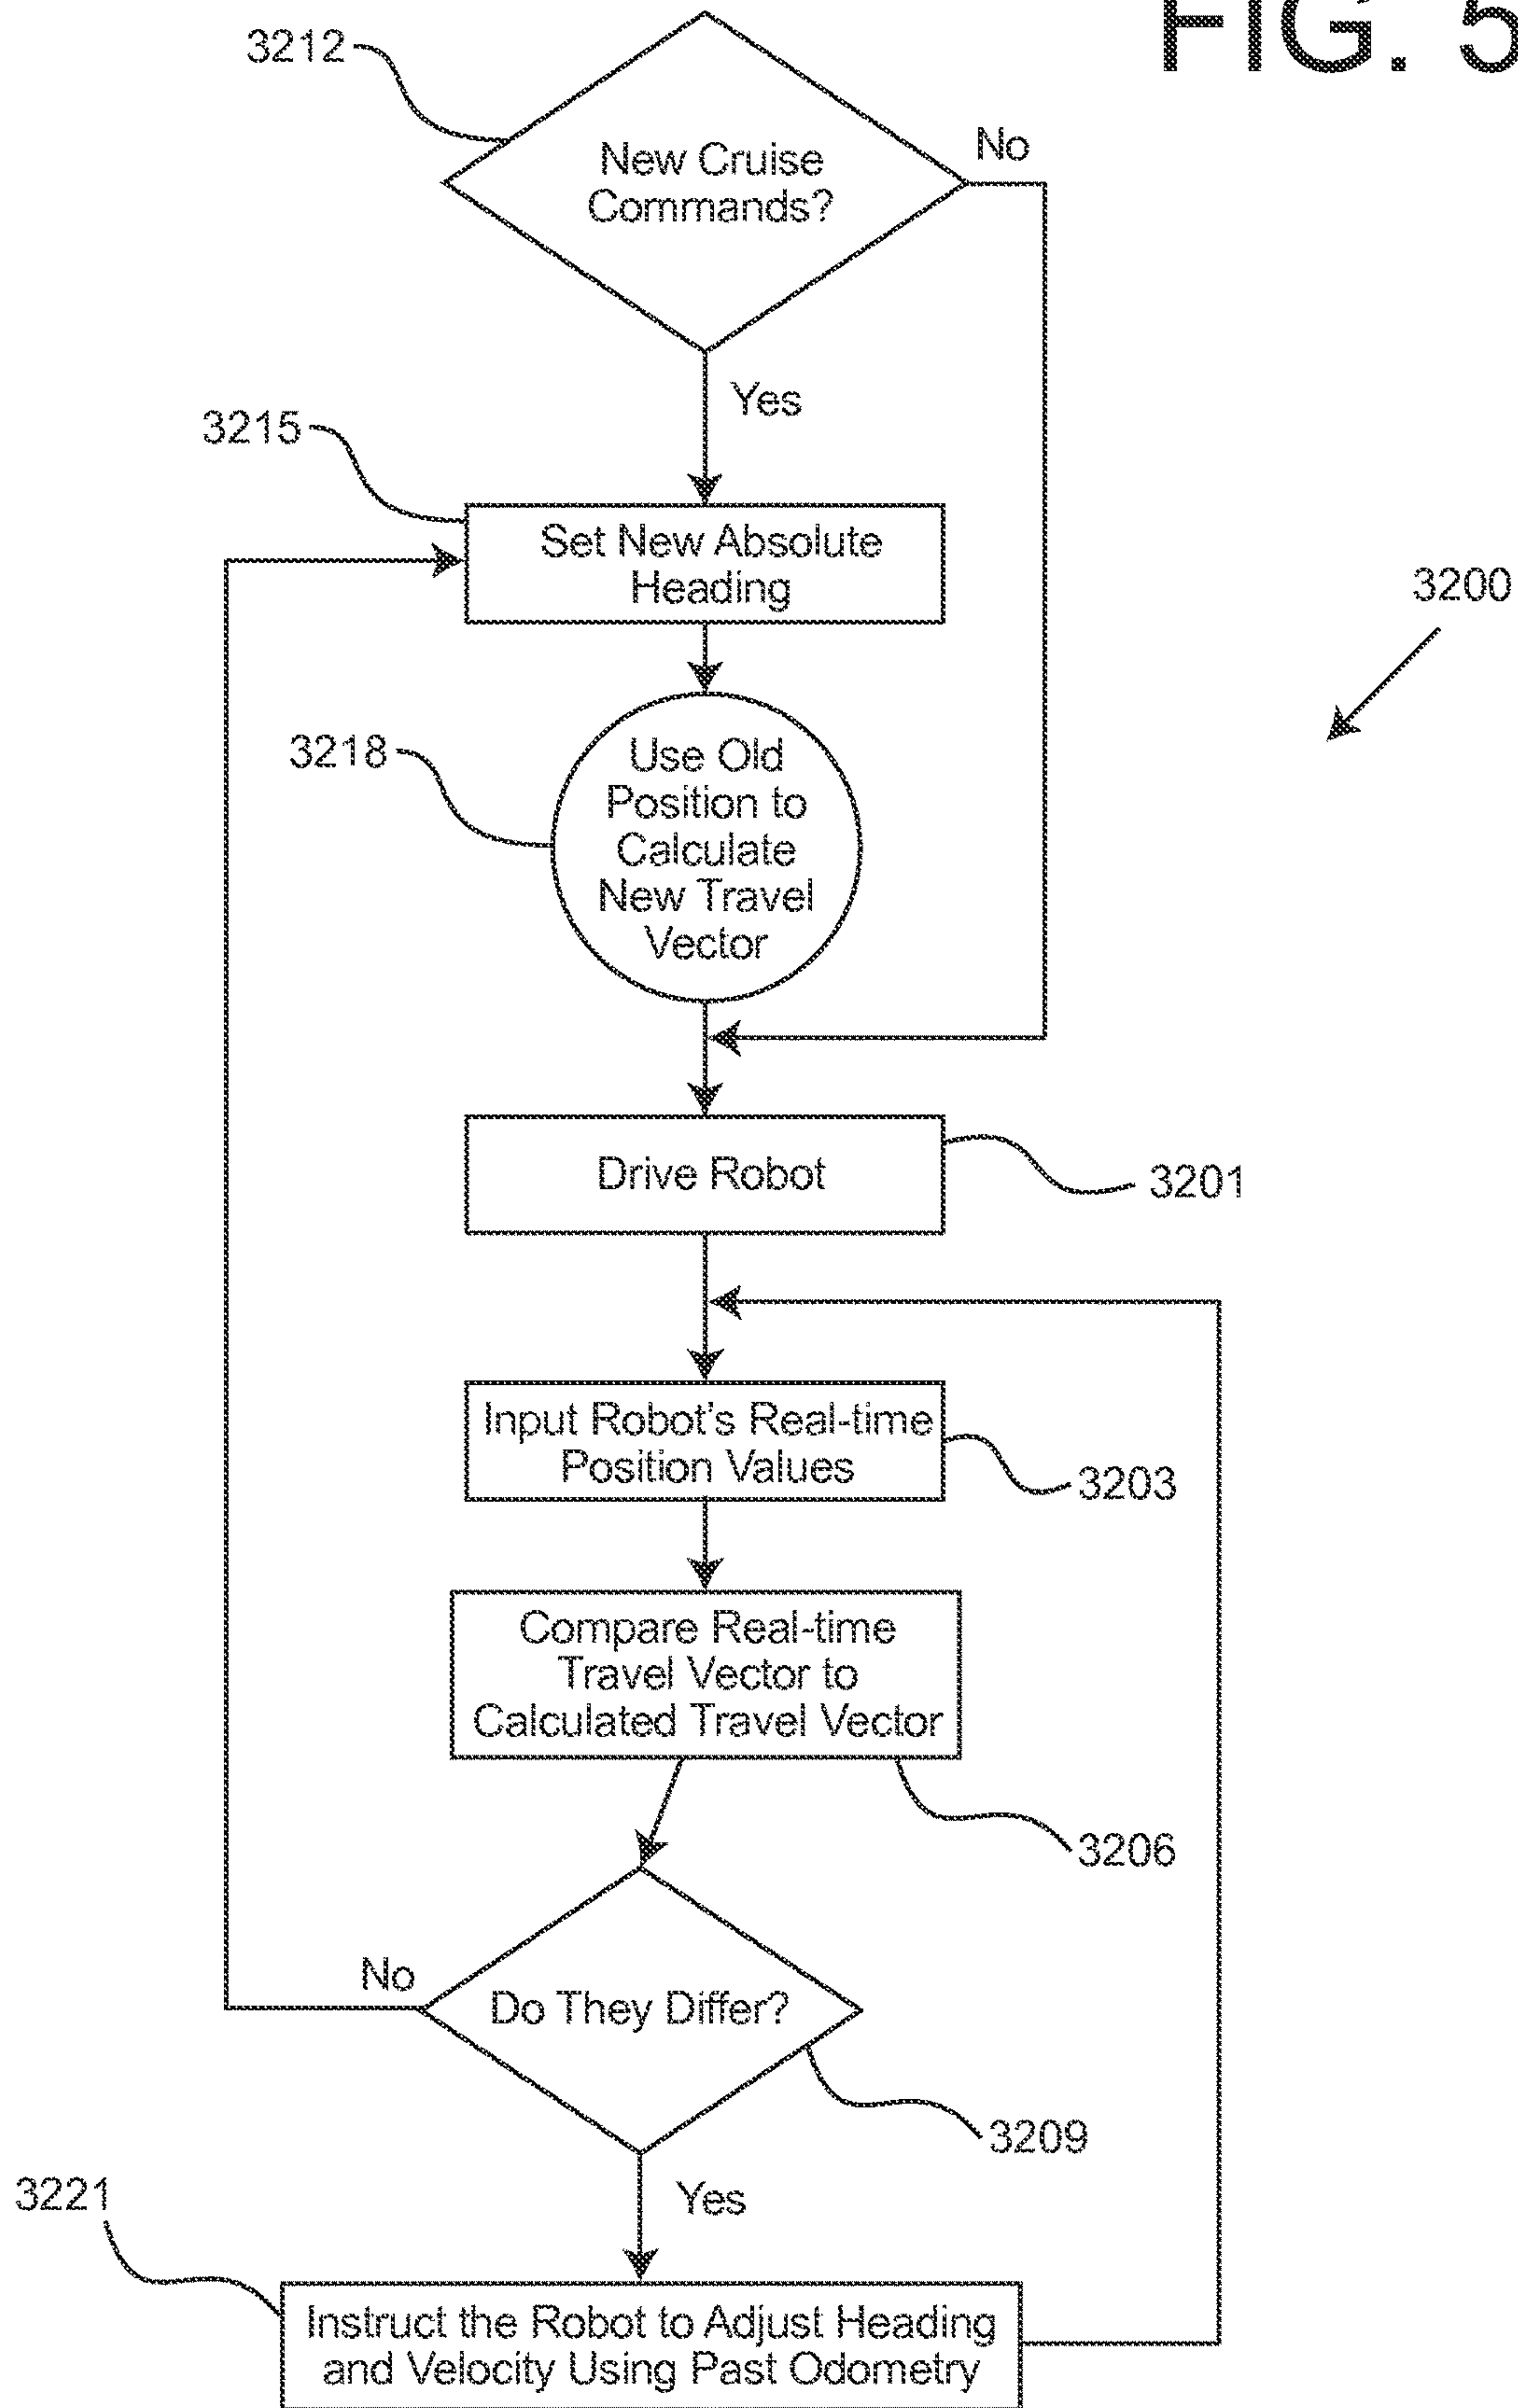 FIG. 5
3212
No
New Cruise
Commands?
Yes
3215
Set New Absolute
Heading
3200
3218
Use Old
Position to
Calculate
New Travel
Vector
Drive Robot
3201
Input Robot's Real-time
Position Values
3203
Compare Real-time
Travel Vector to
Calculated Travel Vector
3206
No
Do They Differ?
3209
Yes
3221
Instruct the Robot to Adjust Heading
and Velocity Using Past Odometry